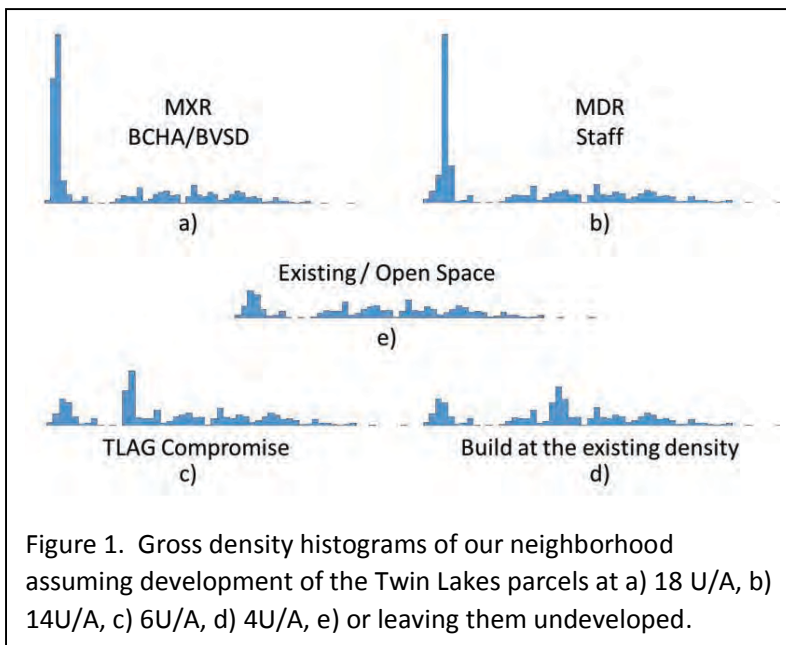 MXR
BCHA/BVSD
a)
MDR
Staff
b)
Existing / Open Space
e)
TLAG Compromise
c)
Build at the existing density
d)
Figure 1.  Gross density histograms of our neighborhood
assuming development of the Twin Lakes parcels at a) 18 U/A, b)
14U/A, c) 6U/A, d) 4U/A, e) or leaving them undeveloped.